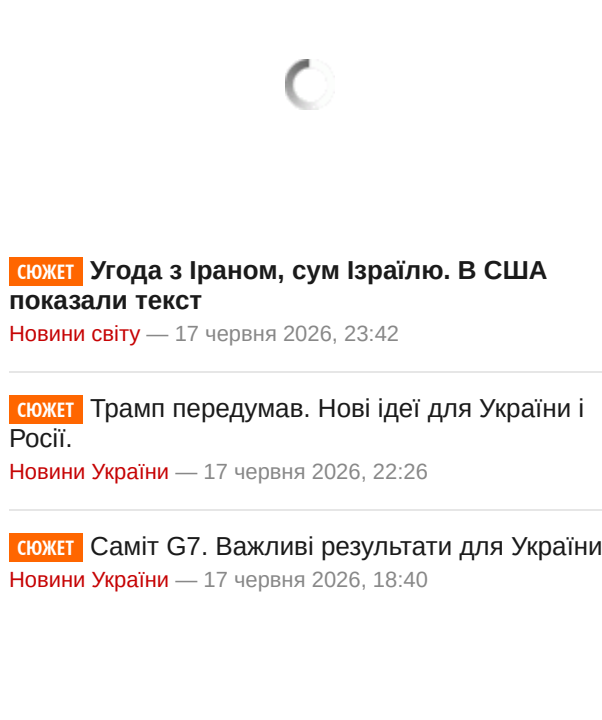 СЮЖЕТ Угода з Іраном, сум Ізраїлю. В США
показали текст
Новини світу — 17 червня 2026, 23:42
СЮЖЕТ Трамп передумав. Нові ідеї для України і
Росії.
Новини України — 17 червня 2026, 22:26
СЮЖЕТ Саміт G7. Важливі результати для України
Новини України — 17 червня 2026, 18:40